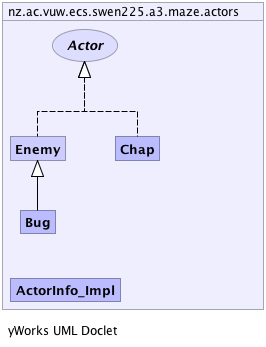 nz.ac.vuw.ecs.swen225.a3.maze.actors
Actor
Enemy
Chap
Bug
ActorInfo_Impl
yWorks UML Doclet